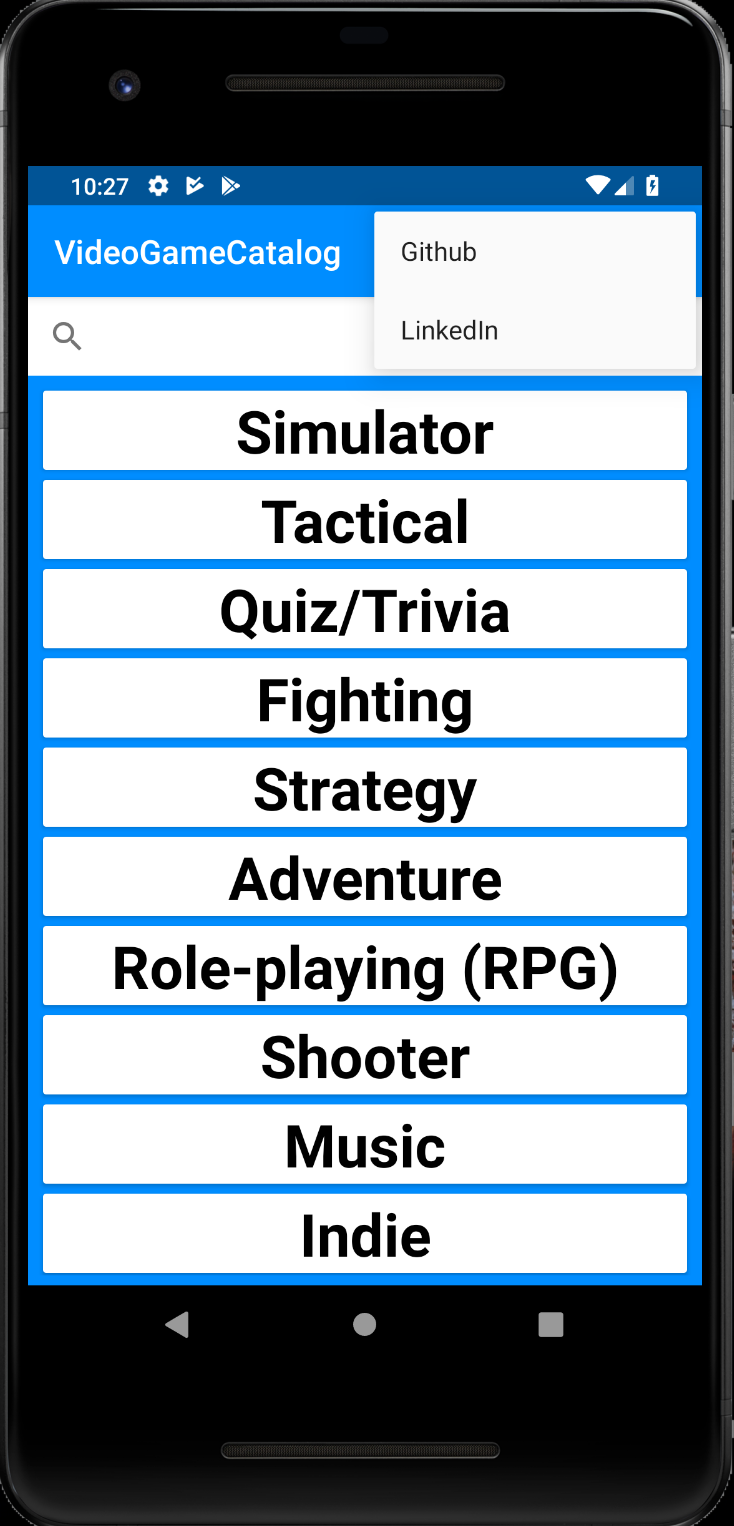 10:27
VideoGameCatalog
Github
LinkedIn
Simulator
Tactical
Quiz/Trivia
Fighting
Strategy
Adventure
Role-playing (RPG)
Shooter
Music
Indie